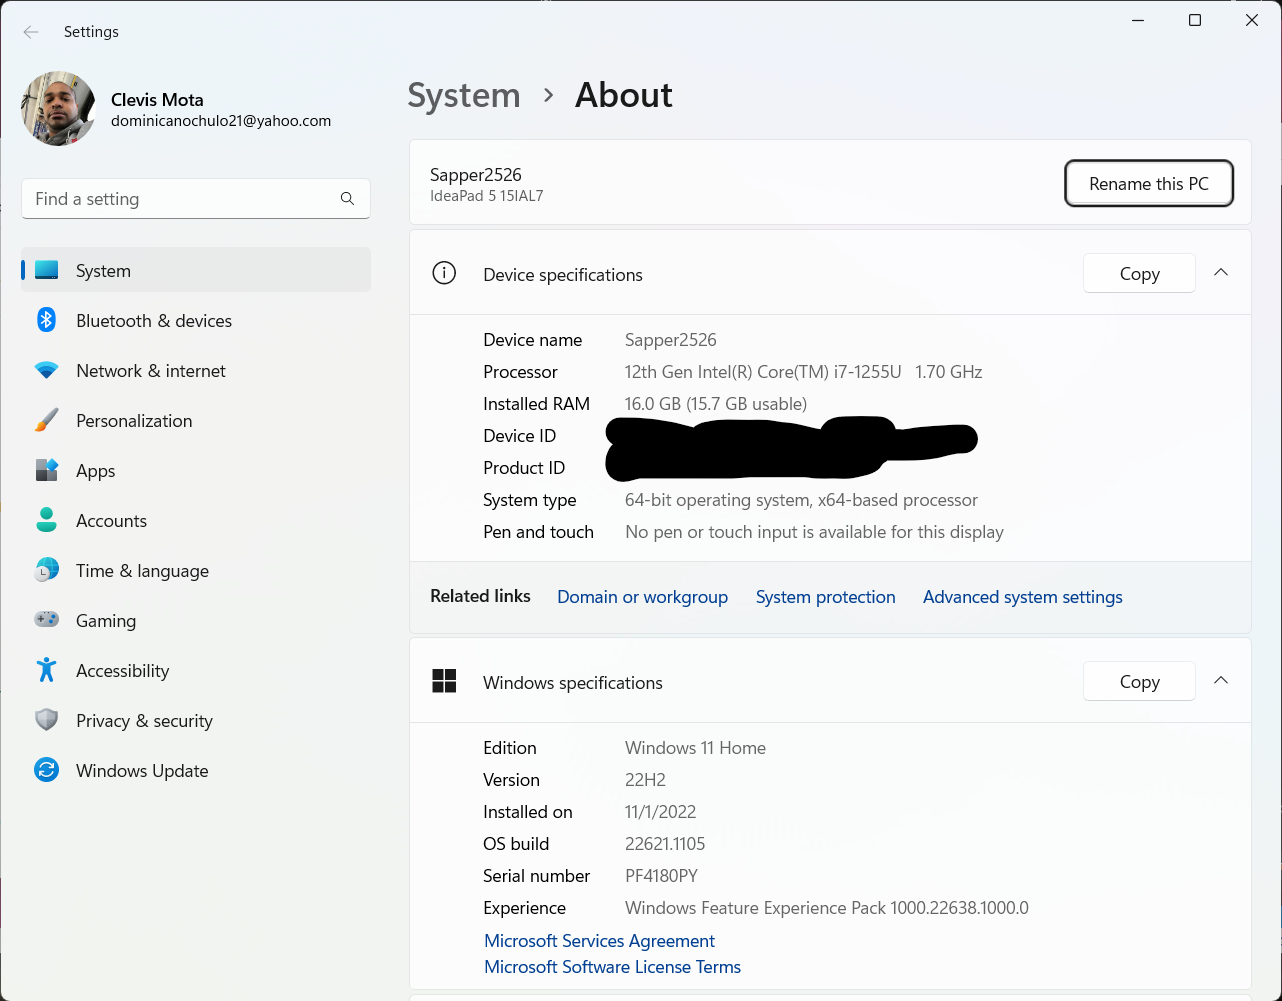 Settings
Clevis Mota
dominicanochulo21@yahoo.com
Find a setting
System
Bluetooth & devices
Network & internet
Personalization
Apps
Accounts
Time & language
Gaming
Accessibility
Privacy & security
Windows Update
System > About
Sapper2526
IdeaPad 5 15IAL7
Rename this PC
Device specifications
Copy
Device name Sapper2526
Processor 12th Gen Intel(R) Core(TM) i7-1255U 1.70 GHz
Installed RAM 16.0 GB (15.7 GB usable)
Device ID
Product ID
System type 64-bit operating system, x64-based processor
Pen and touch No pen or touch input is available for this display
Related links Domain or workgroup System protection Advanced system settings
Windows specifications
Copy
Edition Windows 11 Home
Version 22H2
Installed on 11/1/2022
OS build 22621.1105
Serial number PF4180PY
Experience Windows Feature Experience Pack 1000.22638.1000.0
Microsoft Services Agreement
Microsoft Software License Terms